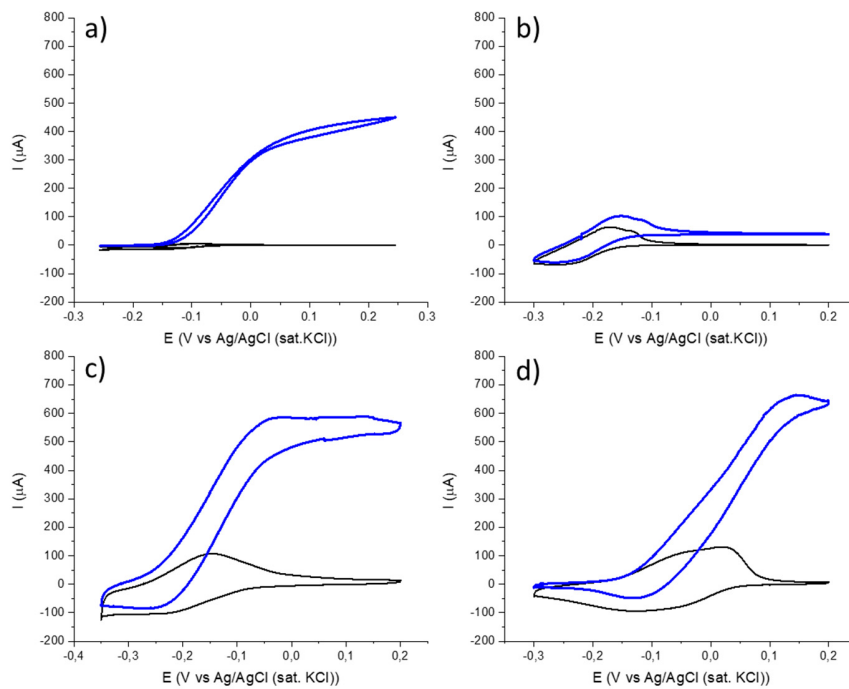 a)
800
700
600
500
400
300
200
100
0
-100
-200
I (µA)
-0.3 -0.2 -0.1 0.0 0.1 0.2 0.3
E (V vs Ag/AgCl (sat.KCl))
b)
800
700
600
500
400
300
200
100
0
-100
-200
I (µA)
-0.3 -0.2 -0.1 0.0 0.1 0.2
E (V vs Ag/AgCl (sat.KCl))
c)
800
700
600
500
400
300
200
100
0
-100
-200
I (µA)
-0,4 -0,3 -0,2 -0,1 0,0 0,1 0,2
E (V vs Ag/AgCl (sat. KCl))
d)
800
700
600
500
400
300
200
100
0
-100
-200
I (µA)
-0,3 -0,2 -0,1 0,0 0,1 0,2
E (V vs Ag/AgCl (sat. KCl))